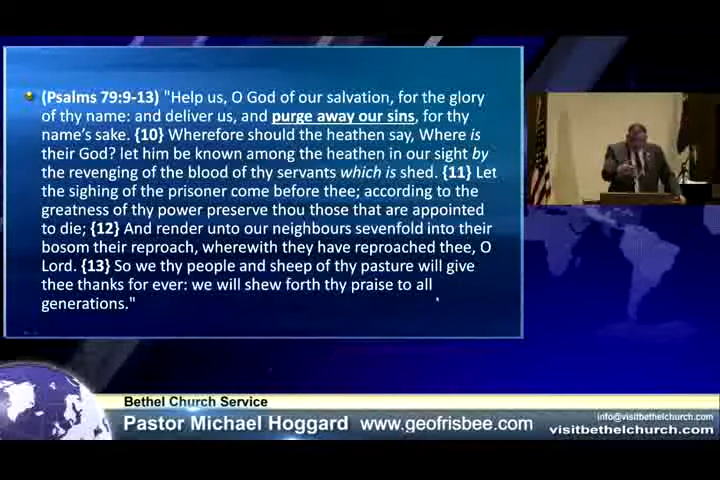 (Psalms 79:9-13) "Help us, O God of our salvation, for the glory
of thy name: and deliver us, and purge away our sins, for thy
name's sake. {10} Wherefore should the heathen say, Where is
their God? let him be known among the heathen in our sight by
the revenging of the blood of thy servants which is shed. {11} Let
the sighing of the prisoner come before thee; according to the
greatness of thy power preserve thou those that are appointed
to die; {12} And render unto our neighbours sevenfold into their
bosom their reproach, wherewith they have reproached thee, O
Lord. {13} So we thy people and sheep of thy pasture will give
thee thanks for ever: we will shew forth thy praise to all
generations."
Bethel Church Service
Pastor Michael Hoggard www.geofrisbee.com
info@visitbethelchurch.com
visitbethelchurch.com